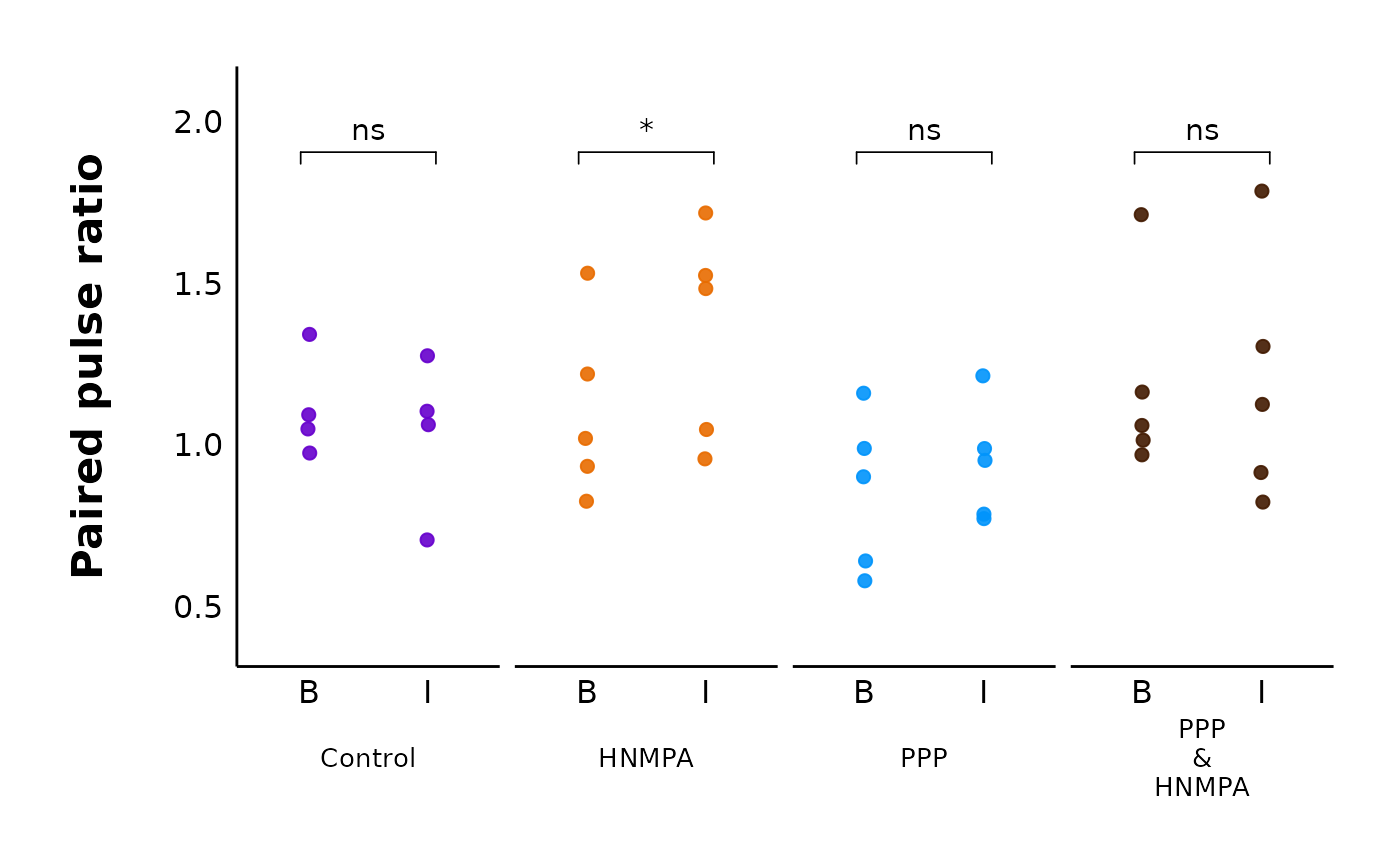 Paired pulse ratio
2.0
1.5
1.0
0.5
ns
*
ns
ns
B I B I B I B I
Control
HNMPA
PPP
PPP
&
HNMPA